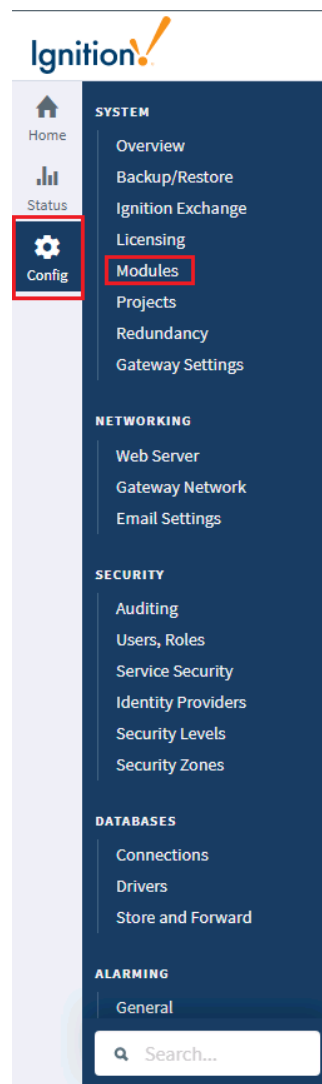 Ignition!
Home
Status
Config
SYSTEM
Overview
Backup/Restore
Ignition Exchange
Licensing
Modules
Projects
Redundancy
Gateway Settings
NETWORKING
Web Server
Gateway Network
Email Settings
SECURITY
Auditing
Users, Roles
Service Security
Identity Providers
Security Levels
Security Zones
DATABASES
Connections
Drivers
Store and Forward
ALARMING
General
Search...